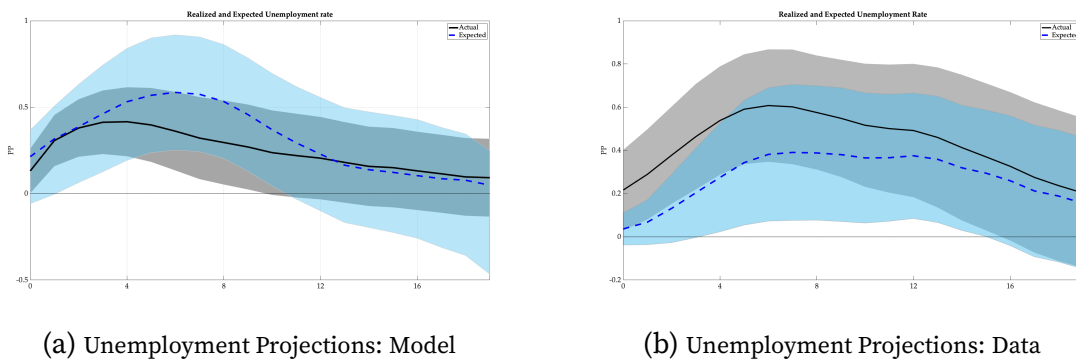 Realized and Expected Unemployment rate
Actual
Expected
1
0.5
0
-0.5
PP
0 4 8 12 16
(a) Unemployment Projections: Model
Realized and Expected Unemployment Rate
Actual
Expected
1
0.8
0.6
0.4
0.2
0
-0.2
PP
0 4 8 12 16
(b) Unemployment Projections: Data